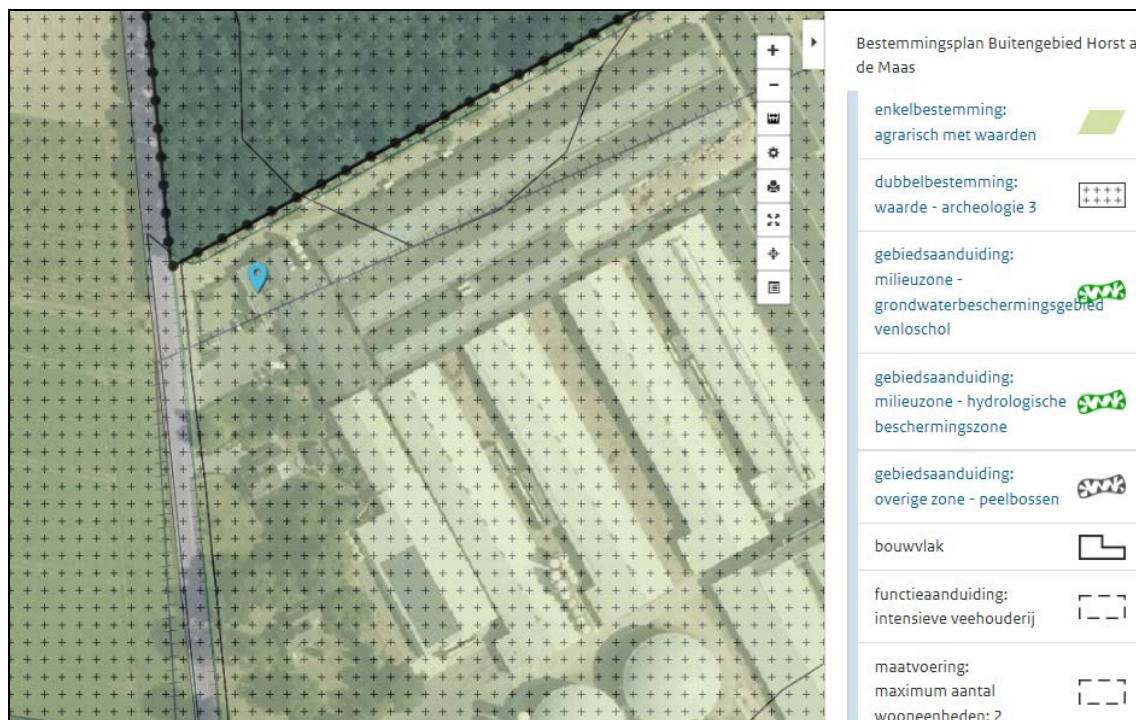 Bestemmingsplan Buitengebied Horst a
de Maas
enkelbestemming:
agrarisch met waarden
dubbelbestemming:
waarde - archeologie 3
gebiedsaanduiding:
milieuzone -
grondwaterbeschermingsgebied
venloschol
gebiedsaanduiding:
milieuzone - hydrologische
beschermingszone
gebiedsaanduiding:
overige zone - peelbossen
bouwvlak
functieaanduiding:
intensieve veehouderij
maatvoering:
maximum aantal
wooneenheden: 2